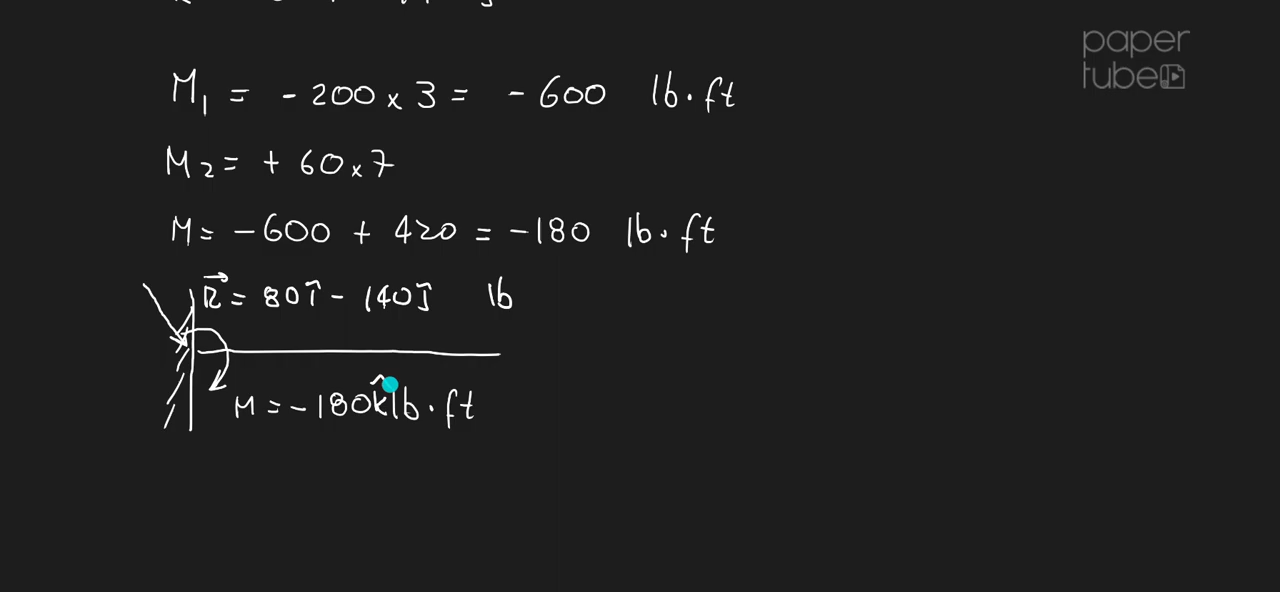 paper
tube
M₁ = - 200 x 3 = - 600 lb·ft
M₂ = + 60 x 7
M = -600 + 420 = -180 lb·ft
R⃗ = 80î - 140ĵ lb
M = -180k̂ lb·ft